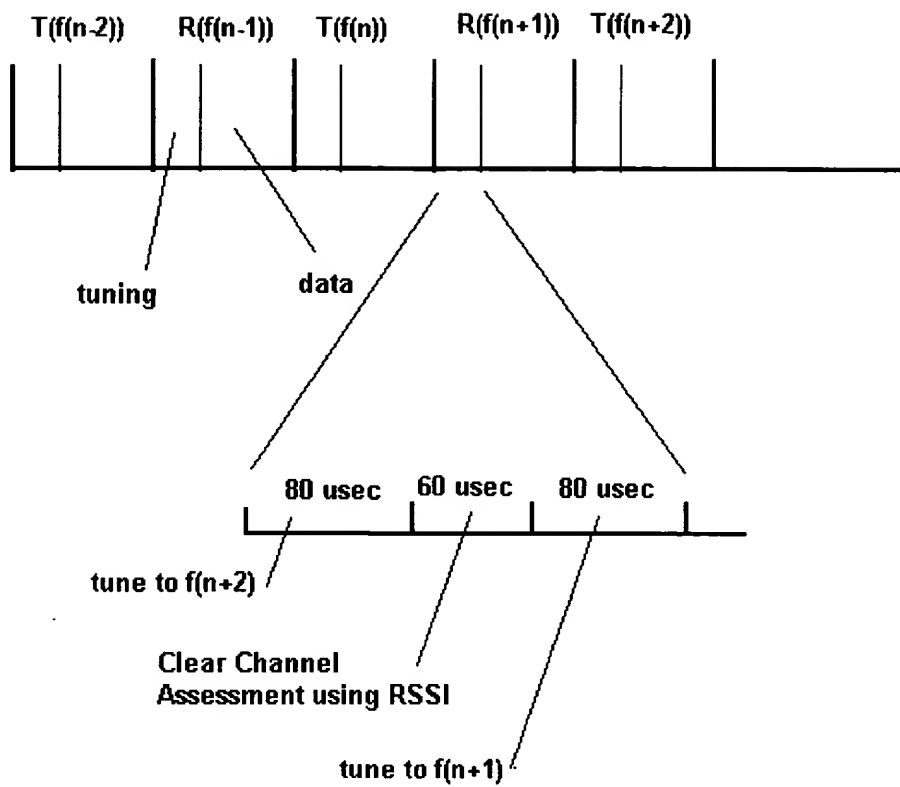 T(f(n-2)) R(f(n-1)) T(f(n)) R(f(n+1)) T(f(n+2))
tuning
data
80 usec 60 usec 80 usec
tune to f(n+2)
Clear Channel
Assessment using RSSI
tune to f(n+1)